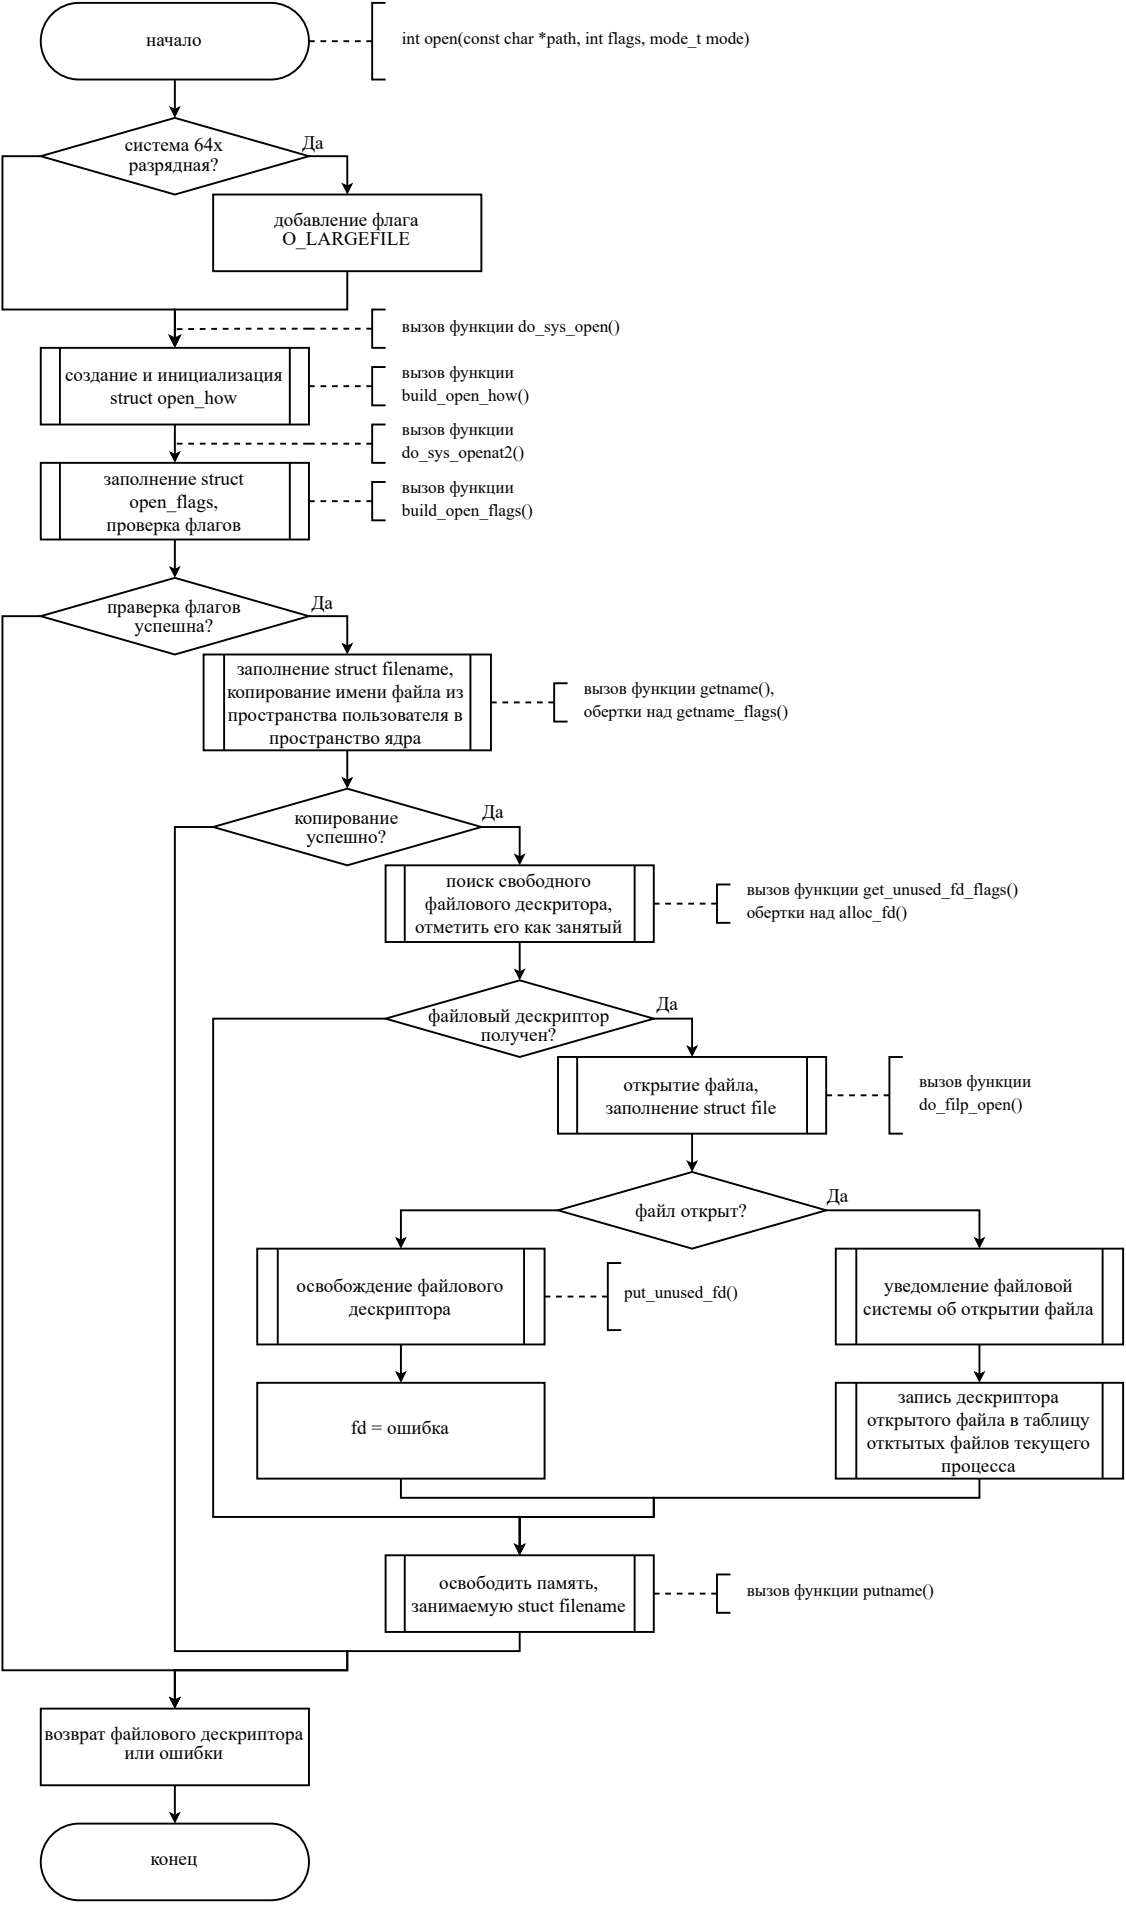 начало
int open(const char *path, int flags, mode_t mode)
система 64x
разрядная?
Да
добавление флага
O_LARGEFILE
вызов функции do_sys_open()
создание и инициализация
struct open_how
вызов функции
build_open_how()
вызов функции
do_sys_openat2()
заполнение struct
open_flags,
проверка флагов
вызов функции
build_open_flags()
праверка флагов
успешна?
Да
заполнение struct filename,
копирование имени файла из
пространства пользователя в
пространство ядра
вызов функции getname(),
обертки над getname_flags()
копирование
успешно?
Да
поиск свободного
файлового дескритора,
отметить его как занятый
вызов функции get_unused_fd_flags()
обертки над alloc_fd()
файловый дескриптор
получен?
Да
открытие файла,
заполнение struct file
вызов функции
do_filp_open()
файл открыт?
Да
освобождение файлового
дескриптора
put_unused_fd()
уведомление файловой
системы об открытии файла
fd = ошибка
запись дескриптора
открытого файла в таблицу
отктытых файлов текущего
процесса
освободить память,
занимаемую stuct filename
вызов функции putname()
возврат файлового дескриптора
или ошибки
конец